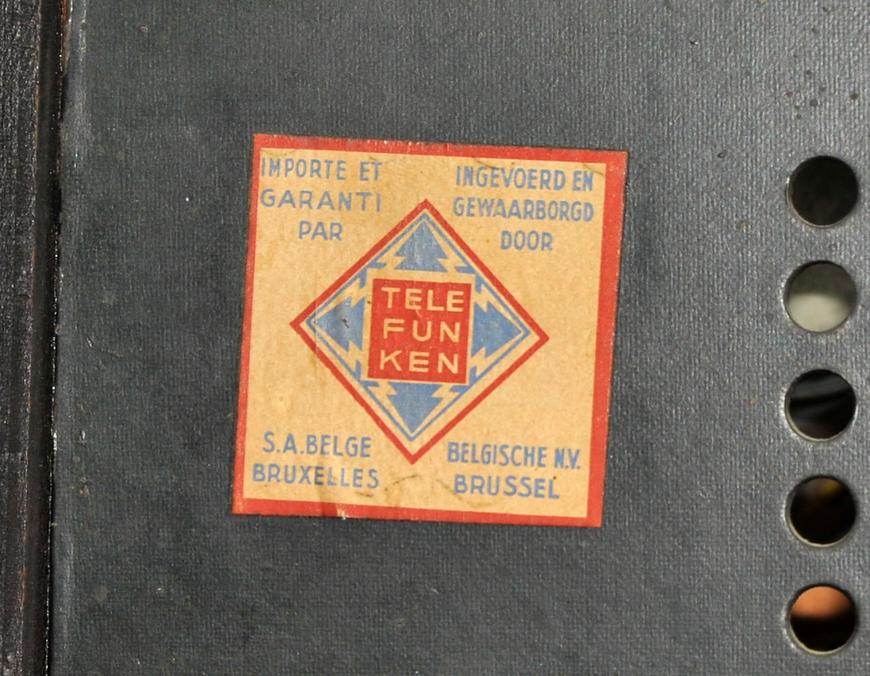 IMPORTE ET
GARANTI
PAR
INGEVOERD EN
GEWAARBORGD
DOOR
TELE
FUN
KEN
S.A.BELGE
BRUXELLES
BELGISCHE N.V.
BRUSSEL